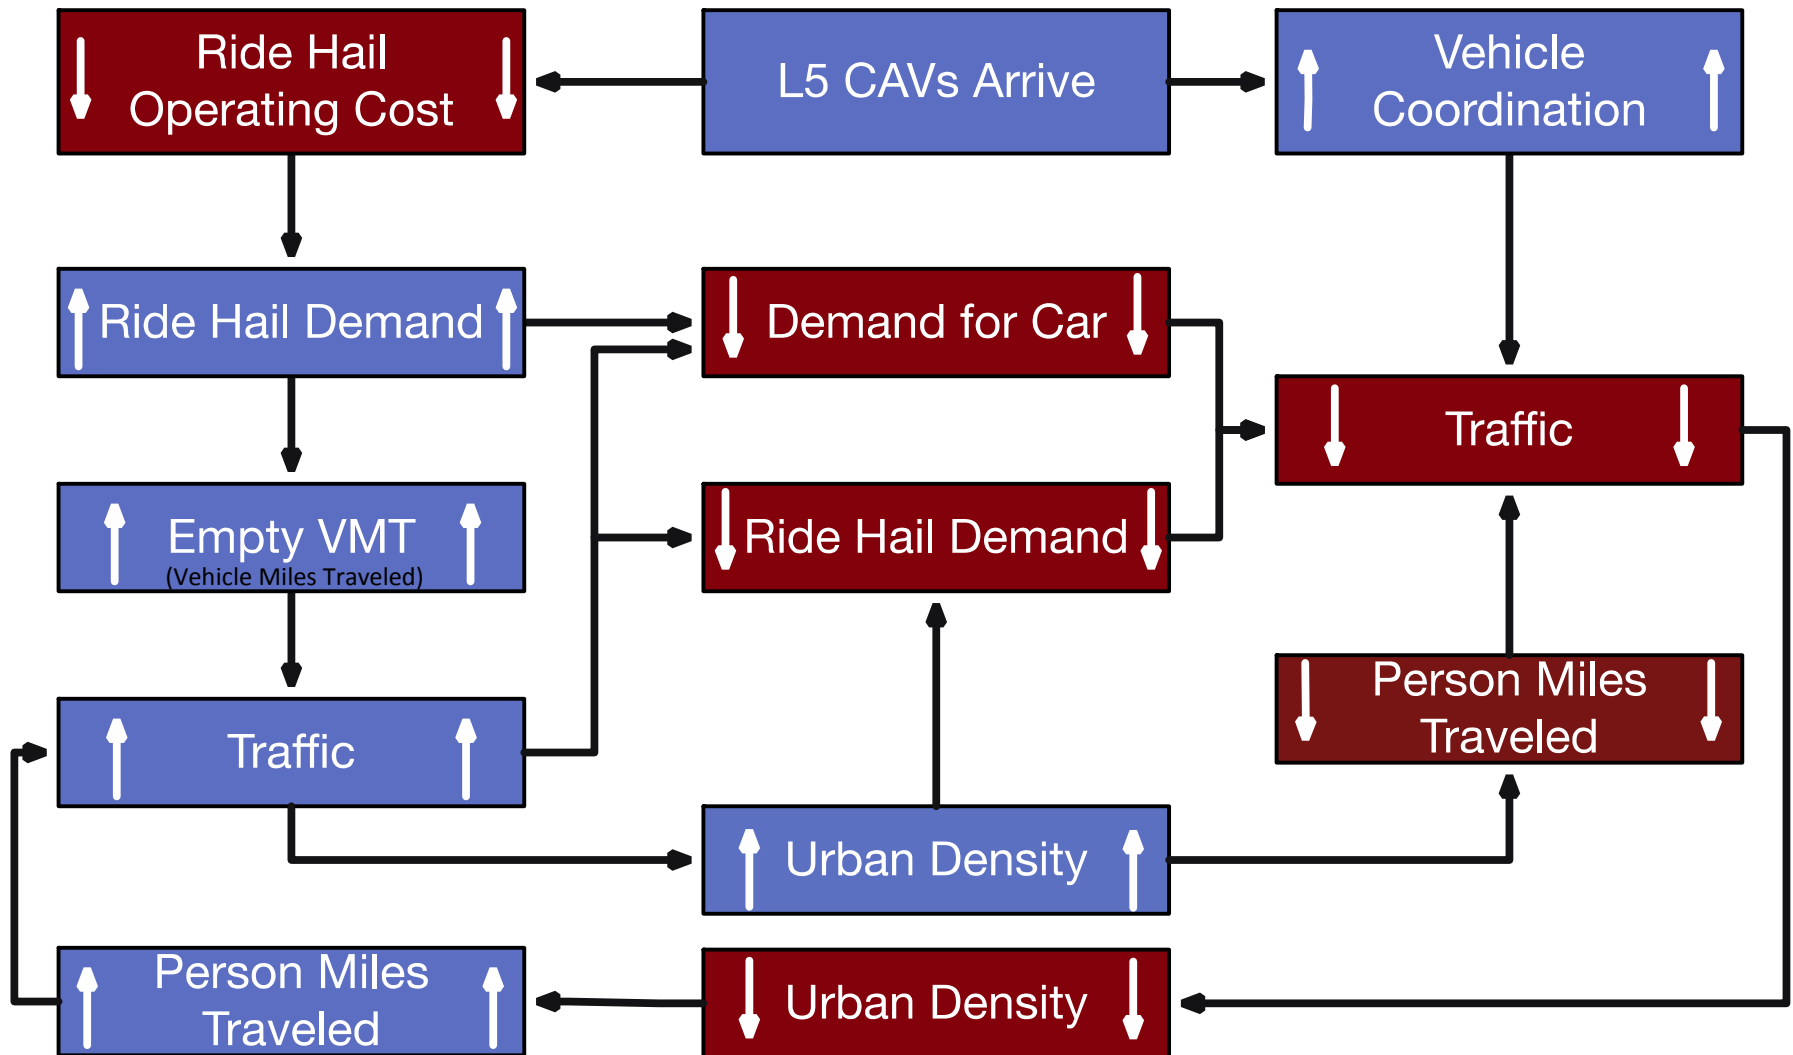 Ride Hail
Operating Cost
L5 CAVs Arrive
Vehicle
Coordination
Ride Hail Demand
Demand for Car
Traffic
Empty VMT
(Vehicle Miles Traveled)
Ride Hail Demand
Person Miles
Traveled
Traffic
Urban Density
Person Miles
Traveled
Urban Density